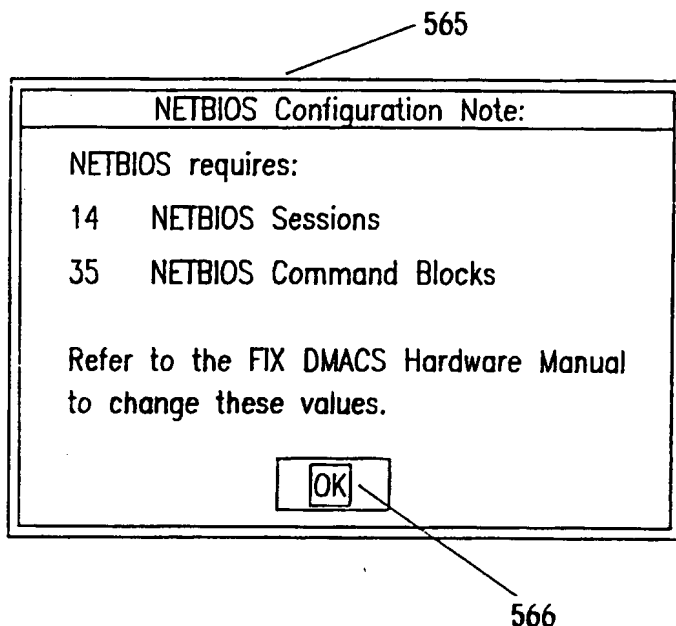 565
NETBIOS Configuration Note:
NETBIOS requires:
14 NETBIOS Sessions
35 NETBIOS Command Blocks
Refer to the FIX DMACS Hardware Manual
to change these values.
OK
566